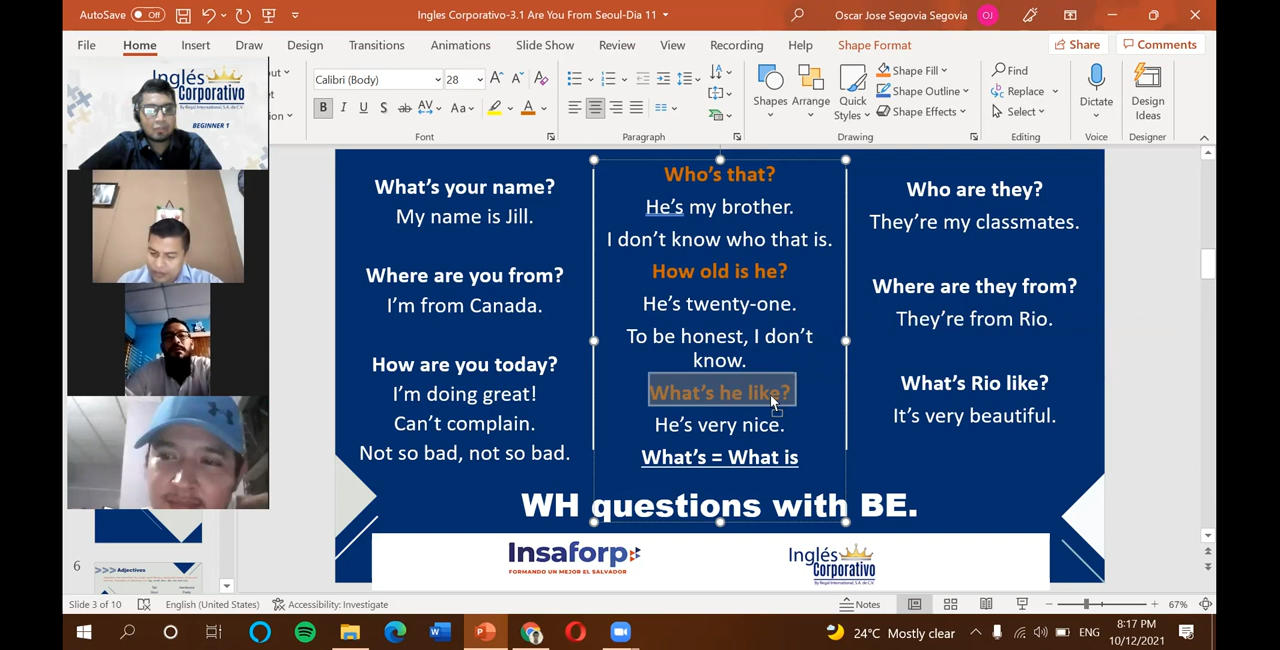 AutoSave Off
Ingles Corporativo-3.1 Are You From Seoul-Dia 11
Oscar Jose Segovia Segovia OJ
File Home Insert Draw Design Transitions Animations Slide Show Review View Recording Help Shape Format Share Comments
Calibri (Body) 28
Shape Fill
Shape Outline
Shape Effects
Shapes Arrange Quick Styles
Find
Replace
Select
Dictate
Design Ideas
Font Paragraph Drawing Editing Voice Designer
Inglés
Corporativo
BEGINNER 1
What's your name?
My name is Jill.
Where are you from?
I'm from Canada.
How are you today?
I'm doing great!
Can't complain.
Not so bad, not so bad.
Who's that?
He's my brother.
I don't know who that is.
How old is he?
He's twenty-one.
To be honest, I don't
know.
What's he like?
He's very nice.
What's = What is
Who are they?
They're my classmates.
Where are they from?
They're from Rio.
What's Rio like?
It's very beautiful.
WH questions with BE.
Insaforp
FORMANDO UN MEJOR EL SALVADOR
Inglés
Corporativo
6
Adjectives
Slide 3 of 10 English (United States) Accessibility: Investigate Notes 67%
24°C Mostly clear ENG
8:17 PM
10/12/2021